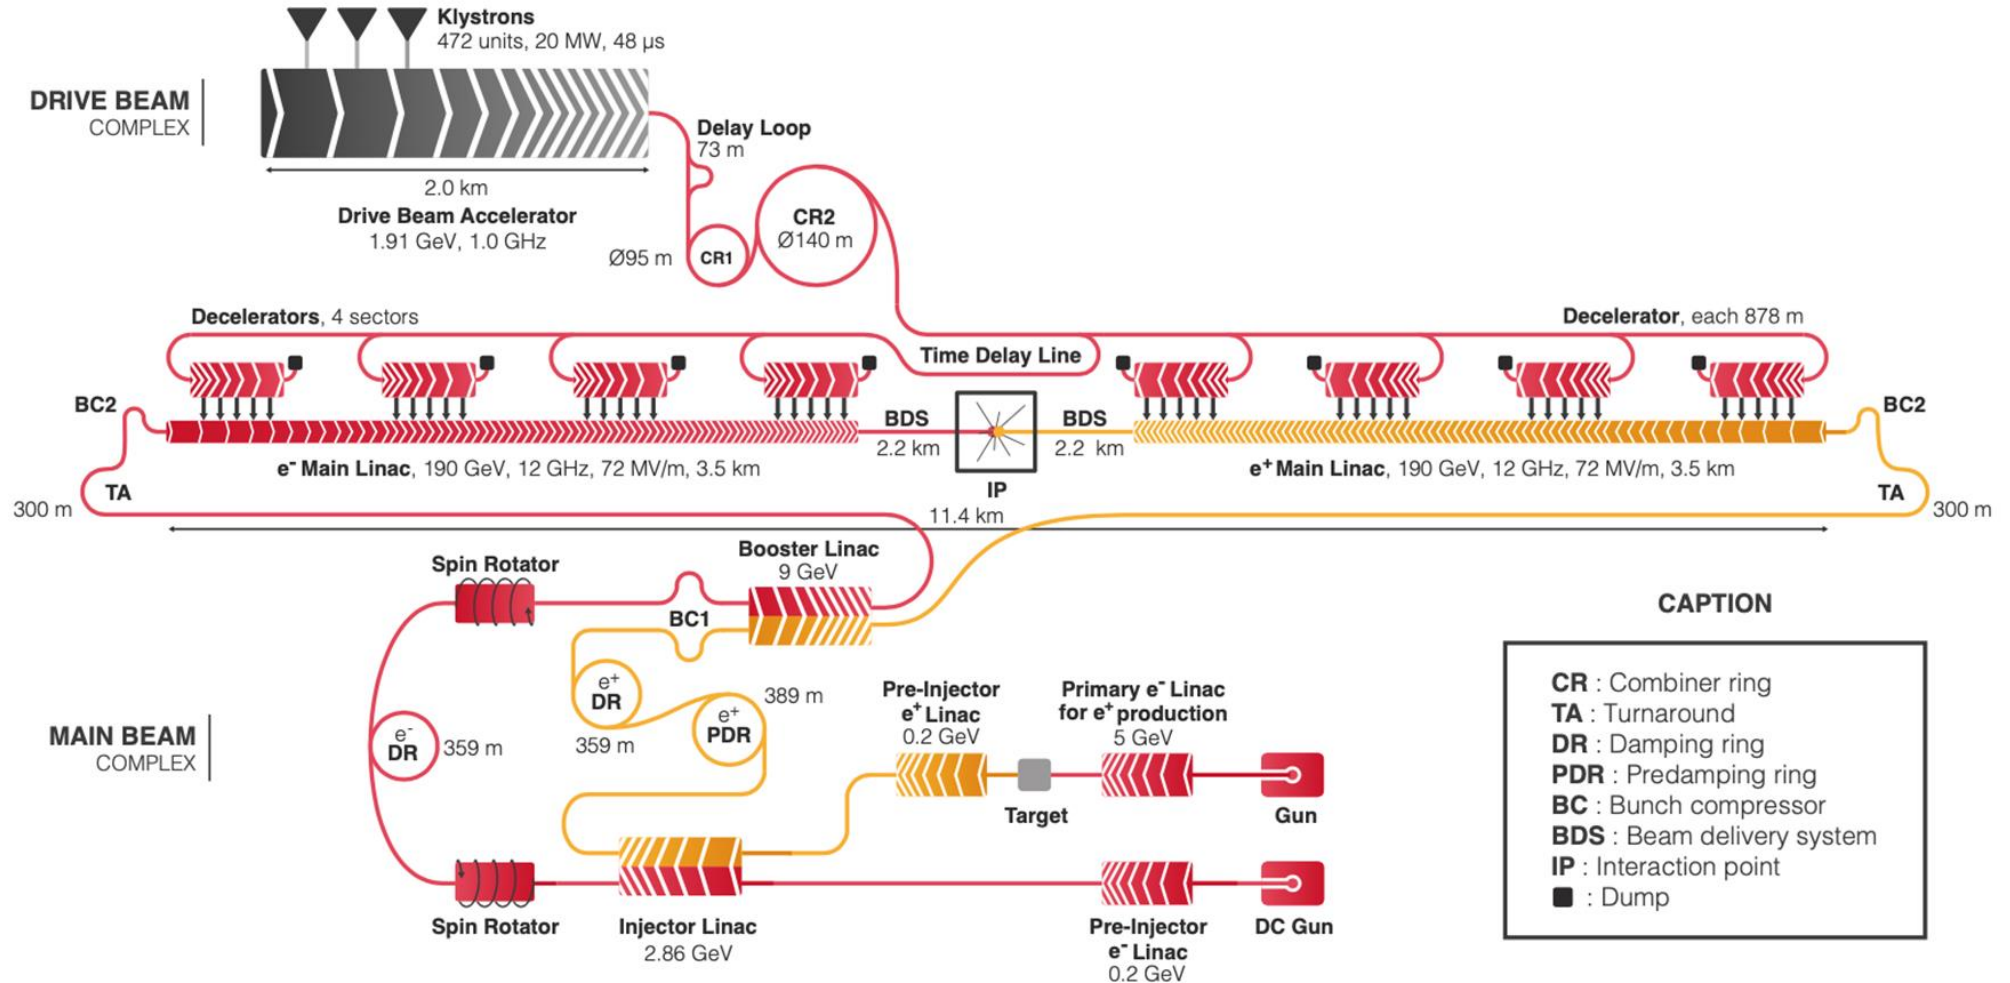 Klystrons
472 units, 20 MW, 48 µs
DRIVE BEAM
COMPLEX
Delay Loop
73 m
2.0 km
Drive Beam Accelerator
1.91 GeV, 1.0 GHz
CR2
Ø140 m
Ø95 m
CR1
Decelerators, 4 sectors
Decelerator, each 878 m
Time Delay Line
BC2
BDS
2.2 km
BDS
2.2 km
BC2
e⁻ Main Linac, 190 GeV, 12 GHz, 72 MV/m, 3.5 km
e⁺ Main Linac, 190 GeV, 12 GHz, 72 MV/m, 3.5 km
IP
TA
300 m
TA
300 m
11.4 km
Booster Linac
9 GeV
Spin Rotator
BC1
CAPTION
CR : Combiner ring
TA : Turnaround
DR : Damping ring
PDR : Predamping ring
BC : Bunch compressor
BDS : Beam delivery system
IP : Interaction point
: Dump
MAIN BEAM
COMPLEX
e⁻
DR
359 m
e⁺
DR
359 m
e⁺
PDR
389 m
Pre-Injector
e⁺ Linac
0.2 GeV
Primary e⁻ Linac
for e⁺ production
5 GeV
Target
Gun
Spin Rotator
Injector Linac
2.86 GeV
Pre-Injector
e⁻ Linac
0.2 GeV
DC Gun